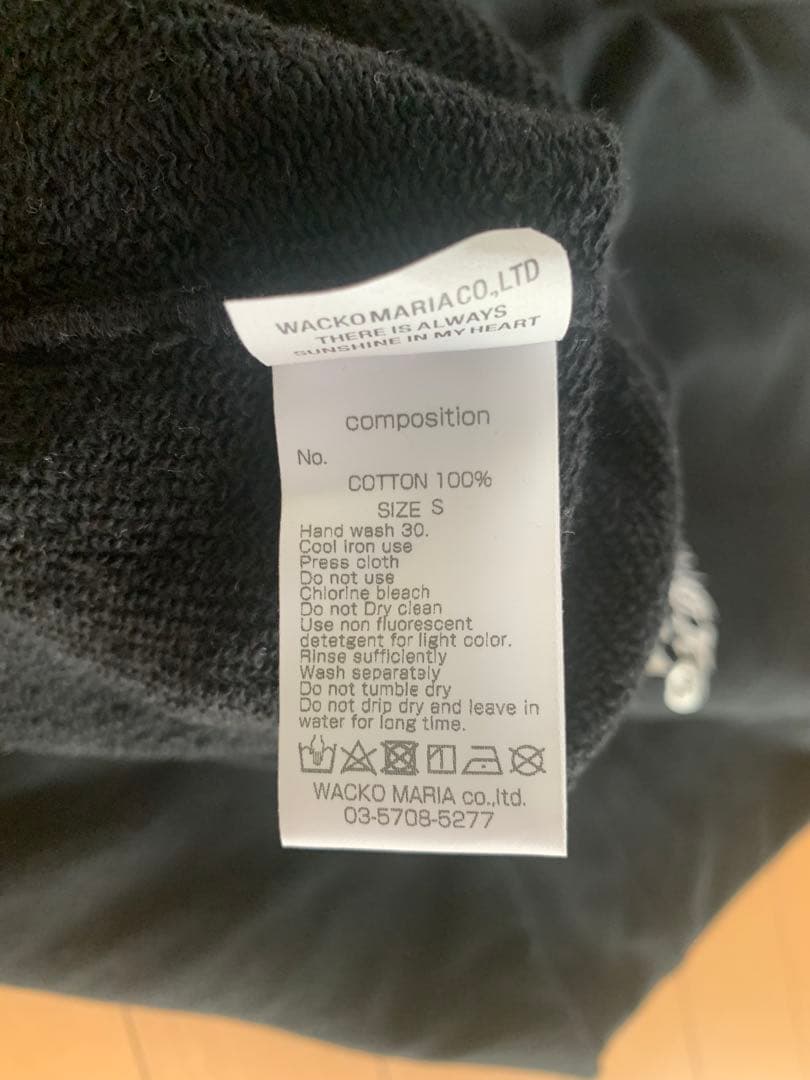 WACKOMARIA CO.,LTD
THERE IS ALWAYS
SUNSHINE IN MY HEART
composition
No.
COTTON 100%
SIZE S
Hand wash 30.
Cool iron use
Press cloth
Do not use
Chlorine bleach
Do not Dry clean
Use non fluorescent
detetgent for light color.
Rinse sufficiently
Wash separately
Do not tumble dry
Do not drip dry and leave in
water for long time.
WACKO MARIA co.,ltd.
03-5708-5277